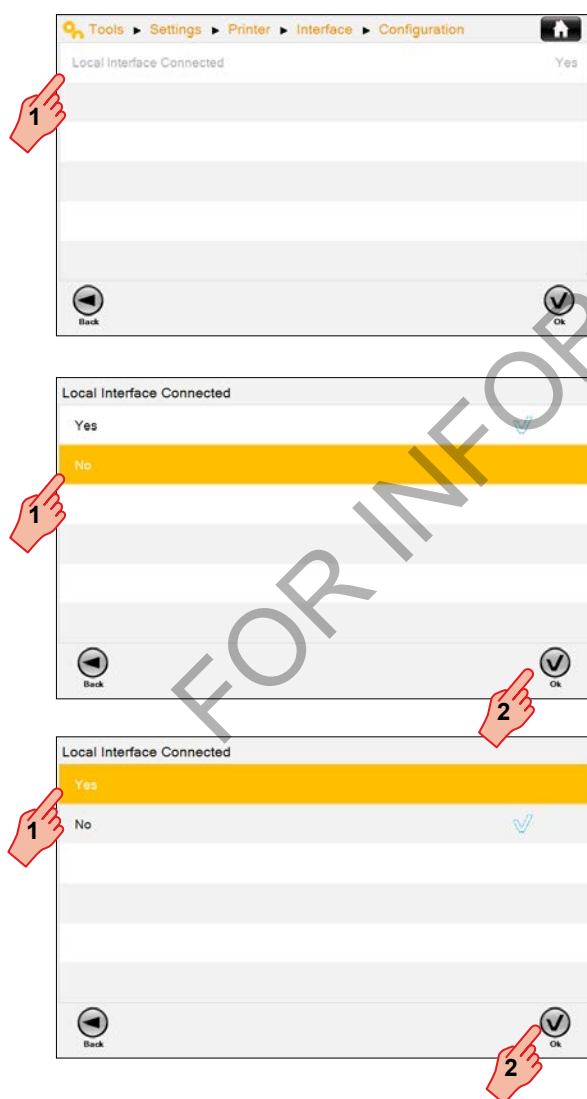 Tools ► Settings ► Printer ► Interface ► Configuration
Local Interface Connected Yes
1
Back Ok
Local Interface Connected
Yes
No
1
Back Ok
2
Local Interface Connected
Yes
1
No
Back Ok
2
FOR INFOR